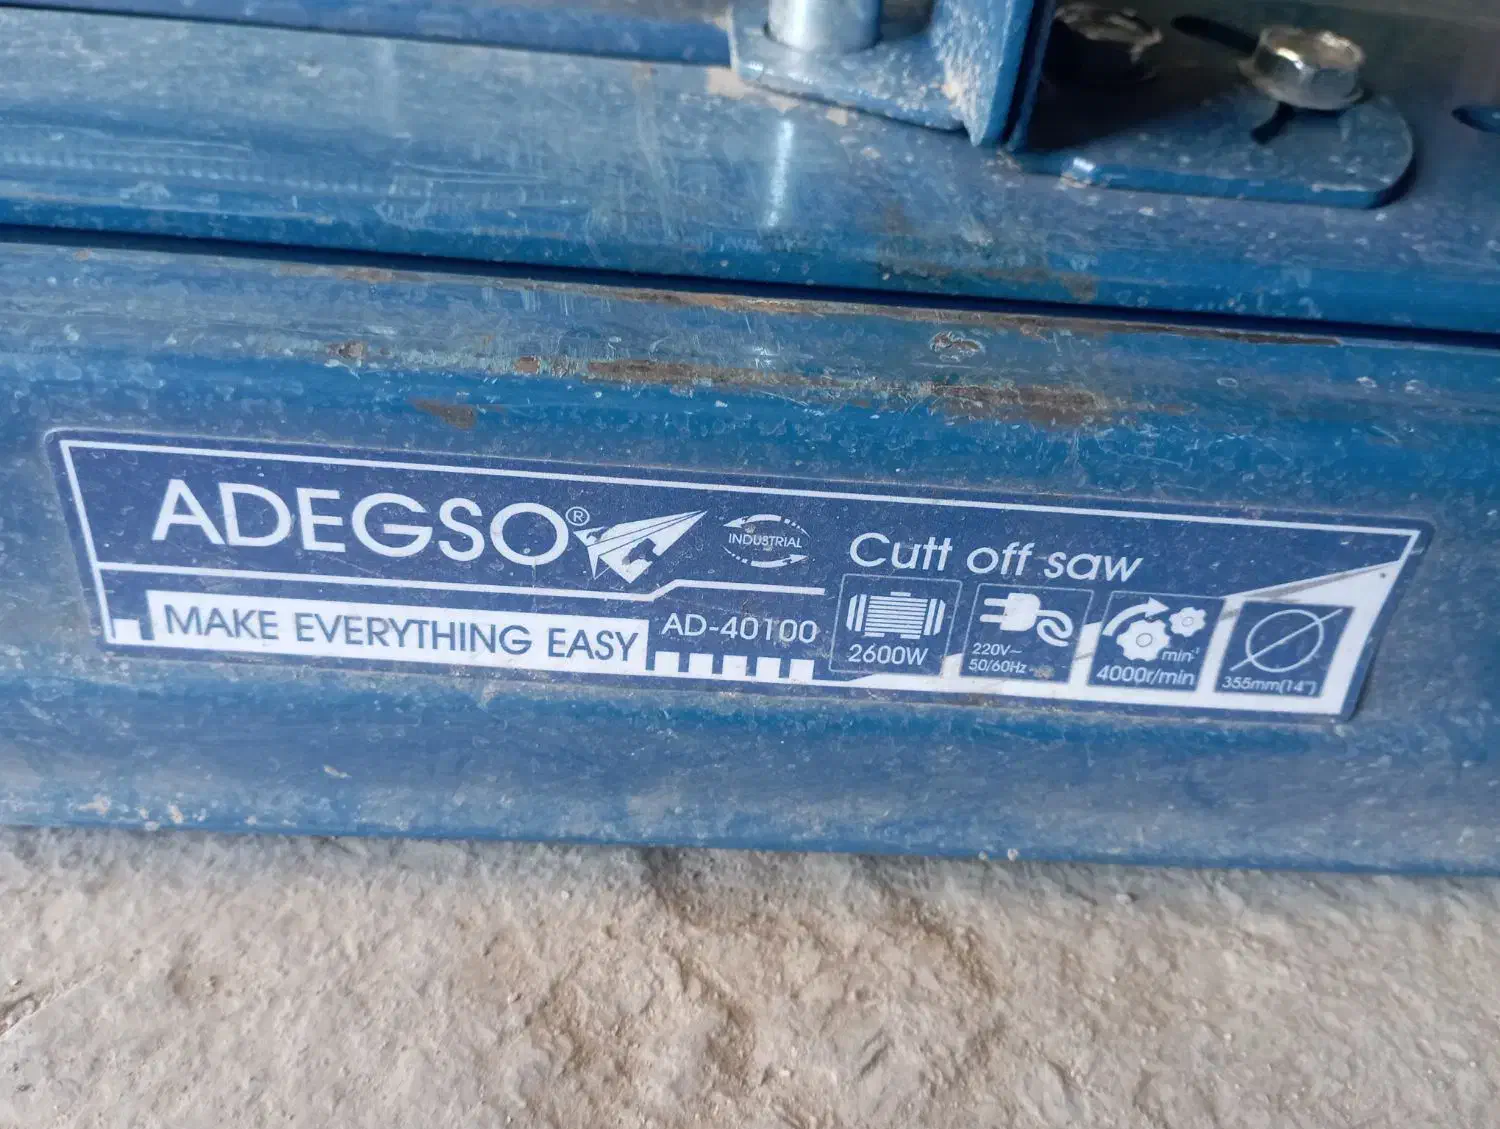 ADEGSO®
INDUSTRIAL
Cutt off saw
MAKE EVERYTHING EASY
AD-40100
2600W
220V~
50/60Hz
min-¹
4000r/min
355mm(14")